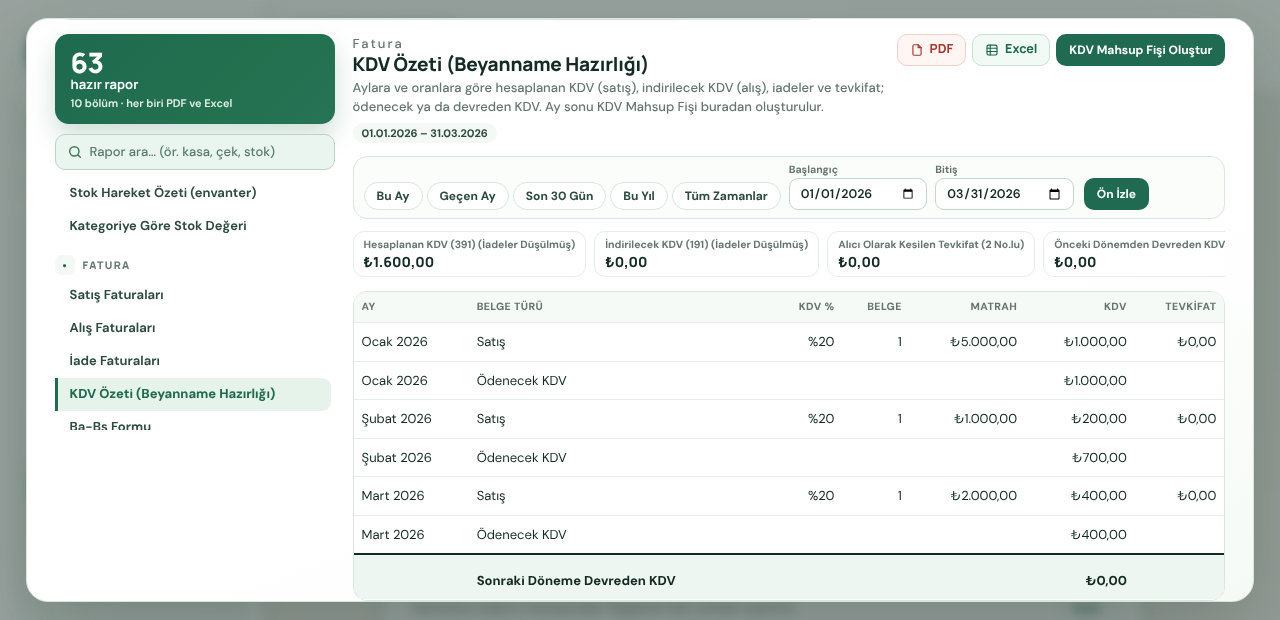 63
hazır rapor
10 bölüm · her biri PDF ve Excel
Rapor ara... (ör. kasa, çek, stok)
Stok Hareket Özeti (envanter)
Kategoriye Göre Stok Değeri
FATURA
Satış Faturaları
Alış Faturaları
İade Faturaları
KDV Özeti (Beyanname Hazırlığı)
Ba-Bs Formu
Fatura
KDV Özeti (Beyanname Hazırlığı)
Aylara ve oranlara göre hesaplanan KDV (satış), indirilecek KDV (alış), iadeler ve tevkifat;
ödenecek ya da devreden KDV. Ay sonu KDV Mahsup Fişi buradan oluşturulur.
01.01.2026 – 31.03.2026
PDF Excel KDV Mahsup Fişi Oluştur
Başlangıç Bitiş
Bu Ay Geçen Ay Son 30 Gün Bu Yıl Tüm Zamanlar 01/01/2026 03/31/2026 Ön İzle
Hesaplanan KDV (391) (İadeler Düşülmüş) İndirilecek KDV (191) (İadeler Düşülmüş) Alıcı Olarak Kesilen Tevkifat (2 No.lu) Önceki Dönemden Devreden KDV
₺1.600,00 ₺0,00 ₺0,00 ₺0,00
AY BELGE TÜRÜ KDV % BELGE MATRAH KDV TEVKİFAT
Ocak 2026 Satış %20 1 ₺5.000,00 ₺1.000,00 ₺0,00
Ocak 2026 Ödenecek KDV ₺1.000,00
Şubat 2026 Satış %20 1 ₺1.000,00 ₺200,00 ₺0,00
Şubat 2026 Ödenecek KDV ₺700,00
Mart 2026 Satış %20 1 ₺2.000,00 ₺400,00 ₺0,00
Mart 2026 Ödenecek KDV ₺400,00
Sonraki Döneme Devreden KDV ₺0,00